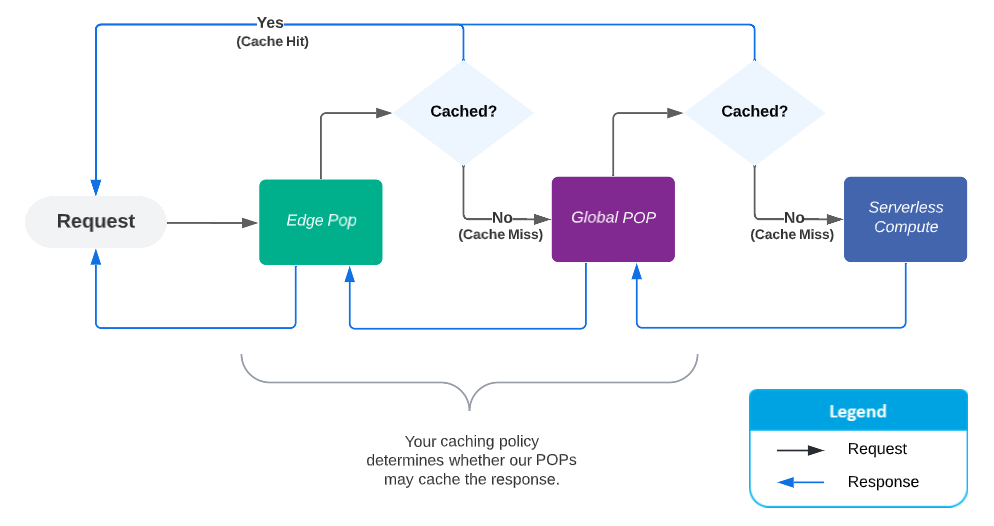 Yes
(Cache Hit)
Cached?
Cached?
Request
Edge Pop
No
(Cache Miss)
Global POP
No
(Cache Miss)
Serverless
Compute
Your caching policy
determines whether our POPs
may cache the response.
Legend
Request
Response